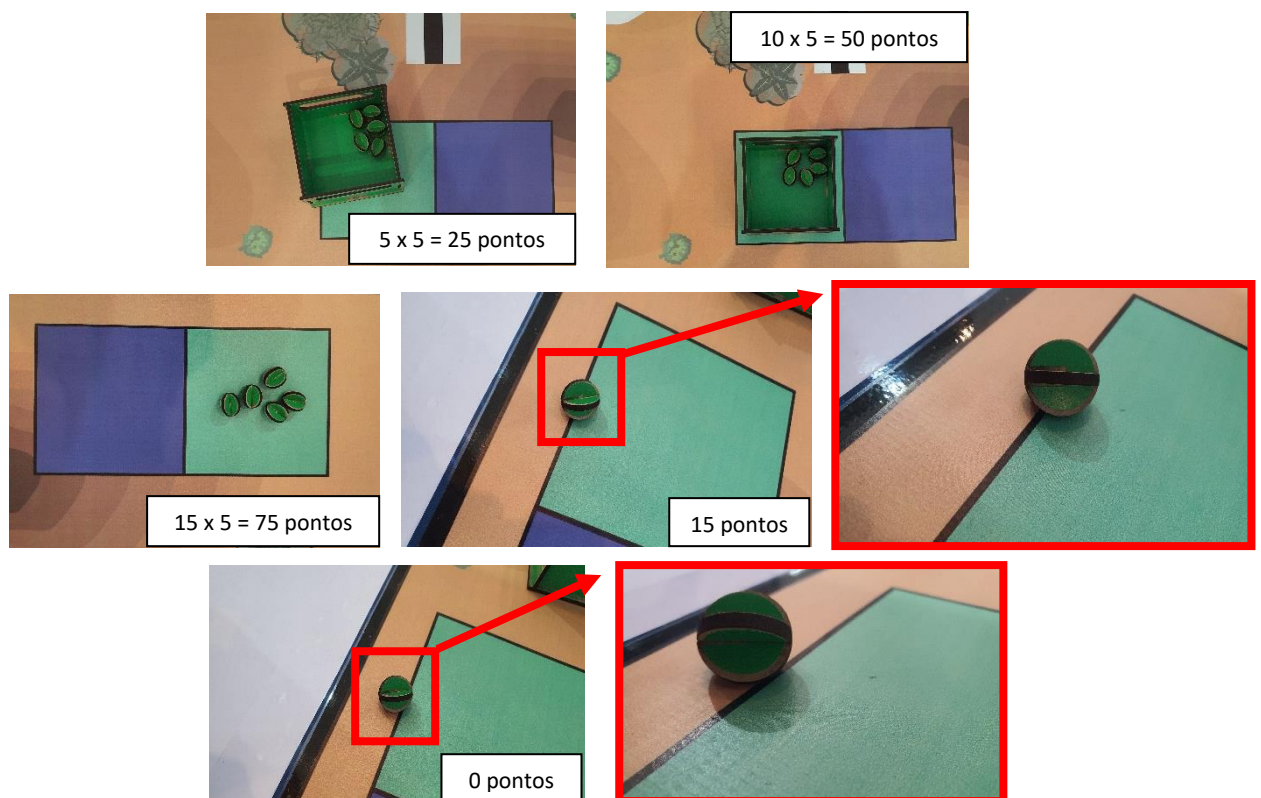 10 x 5 = 50 pontos
5 x 5 = 25 pontos
15 x 5 = 75 pontos
15 pontos
0 pontos